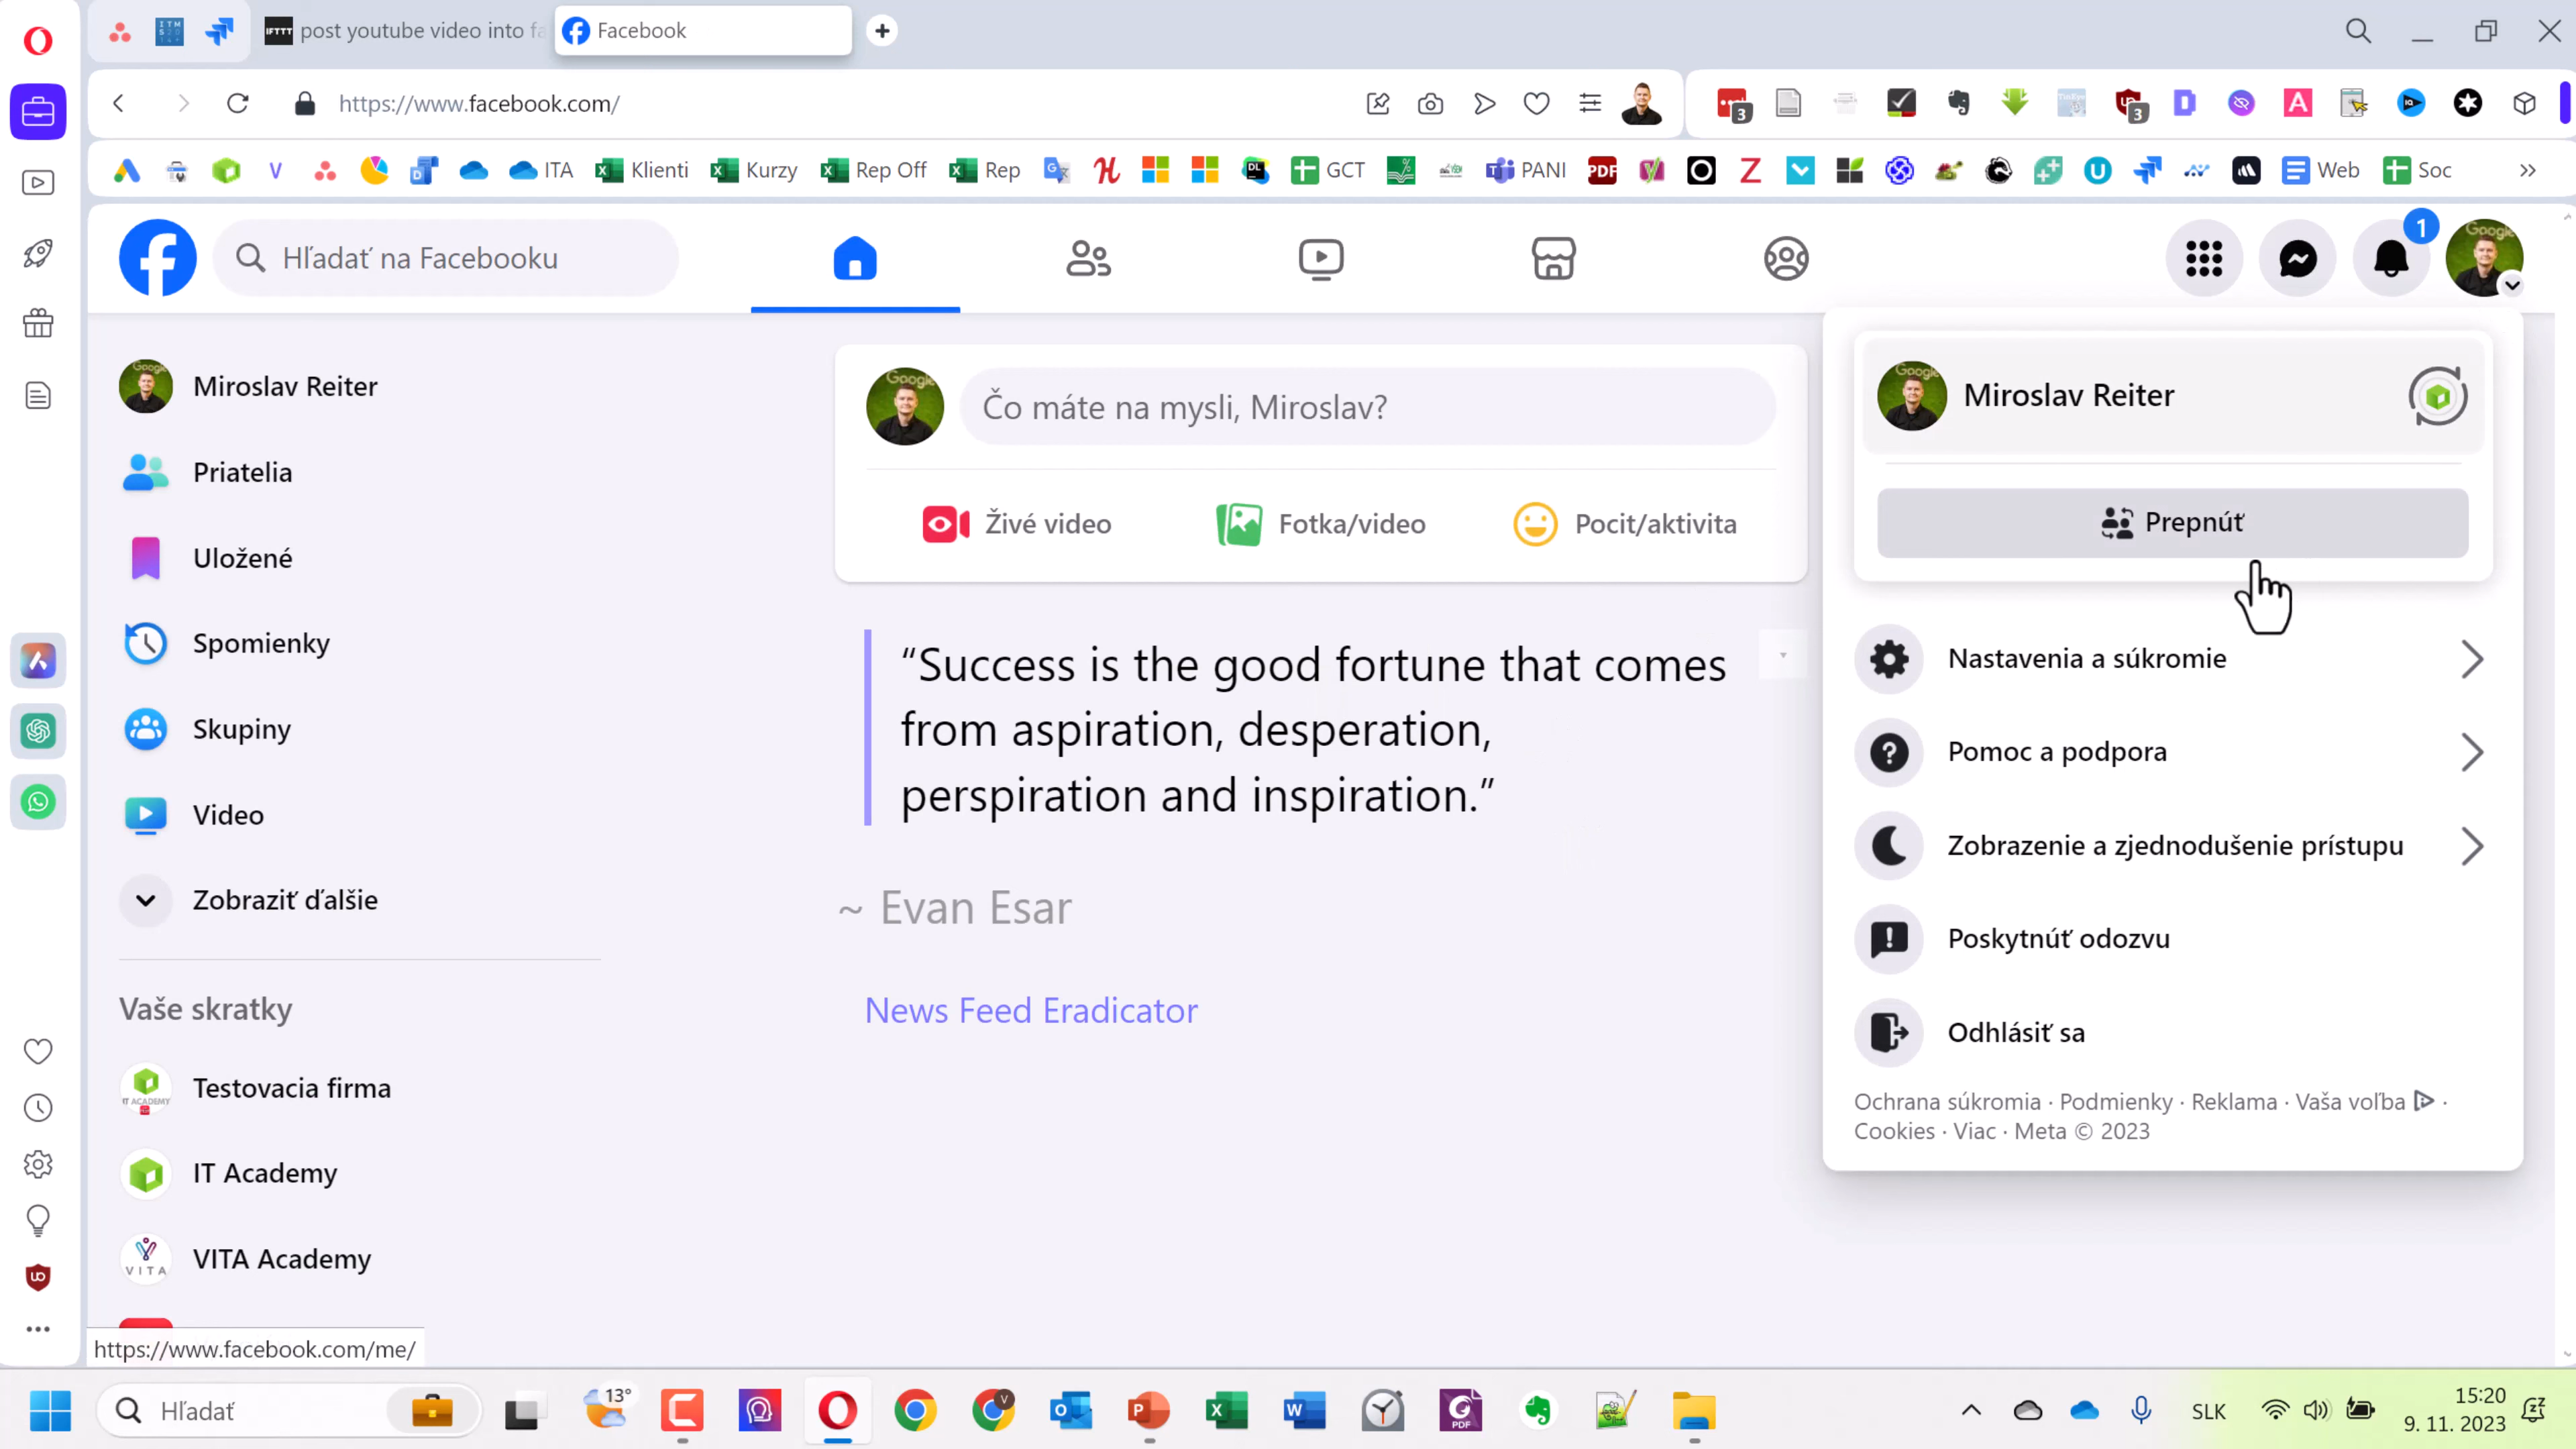 post youtube video into fa
Facebook
https://www.facebook.com/
3
3
ITA
Klienti
Kurzy
Rep Off
Rep
GCT
PANI
Web
Soc
Hľadať na Facebooku
1
Miroslav Reiter
Priatelia
Uložené
Spomienky
Skupiny
Video
Zobraziť ďalšie
Vaše skratky
Testovacia firma
IT Academy
VITA Academy
https://www.facebook.com/me/
Čo máte na mysli, Miroslav?
Živé video
Fotka/video
Pocit/aktivita
“Success is the good fortune that comes
from aspiration, desperation,
perspiration and inspiration.”
~ Evan Esar
News Feed Eradicator
Miroslav Reiter
Prepnúť
Nastavenia a súkromie
Pomoc a podpora
Zobrazenie a zjednodušenie prístupu
Poskytnúť odozvu
Odhlásiť sa
Ochrana súkromia · Podmienky · Reklama · Vaša voľba ·
Cookies · Viac · Meta © 2023
Hľadať
13°
SLK
15:20
9. 11. 2023